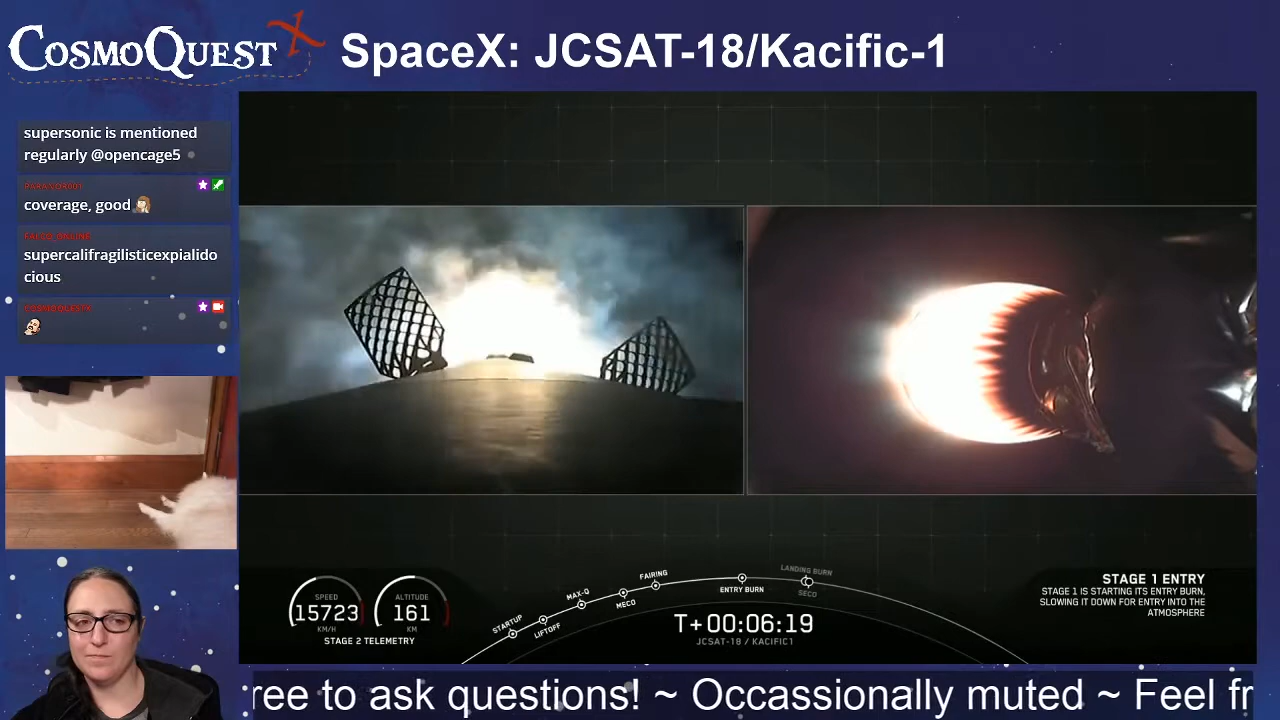 CosmoQuest X
SpaceX: JCSAT-18/Kacific-1
supersonic is mentioned
regularly @opencage5
coverage, good
supercalifragilisticexpialido
cious
COSMOQUESTX
SPEED
15723
KM/H
ALTITUDE
161
KM
STAGE 2 TELEMETRY
STARTUP
LIFTOFF
MAX-Q
MECO
FAIRING
ENTRY BURN
LANDING BURN
SECO
T+00:06:19
JCSAT-18 / KACIFIC1
STAGE 1 ENTRY
STAGE 1 IS STARTING ITS ENTRY BURN,
SLOWING IT DOWN FOR ENTRY INTO THE
ATMOSPHERE
ree to ask questions! ~ Occassionally muted ~ Feel fr